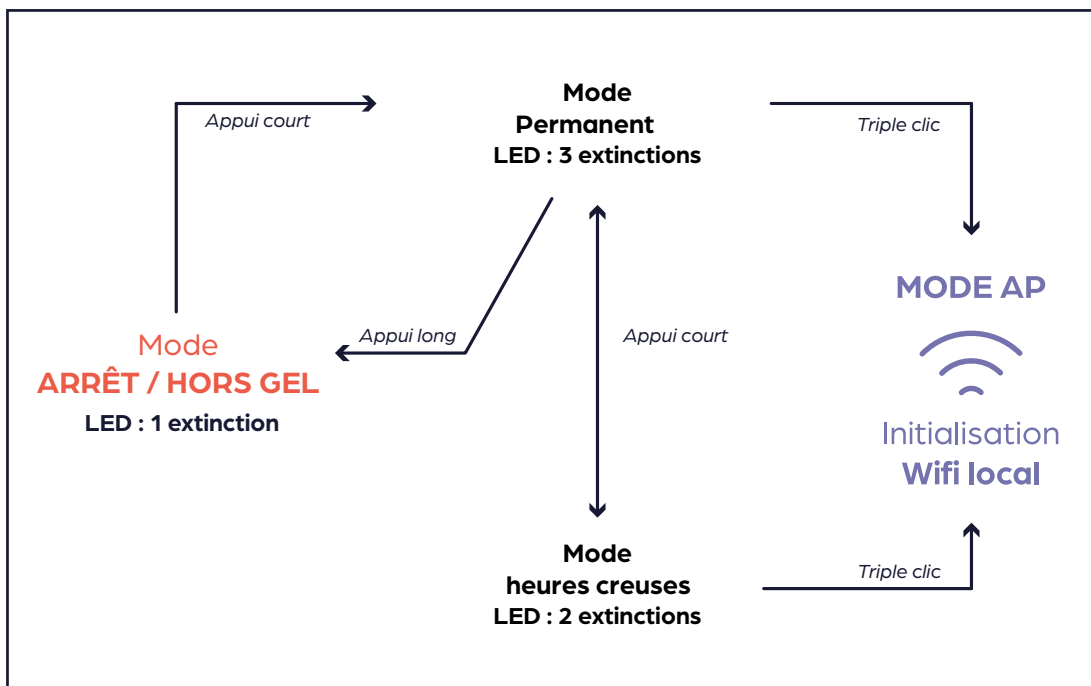 Mode
Permanent
LED : 3 extinctions
Appui court
Triple clic
MODE AP
Initialisation
Wifi local
Appui long
Appui court
Mode
ARRÊT / HORS GEL
LED : 1 extinction
Mode
heures creuses
LED : 2 extinctions
Triple clic